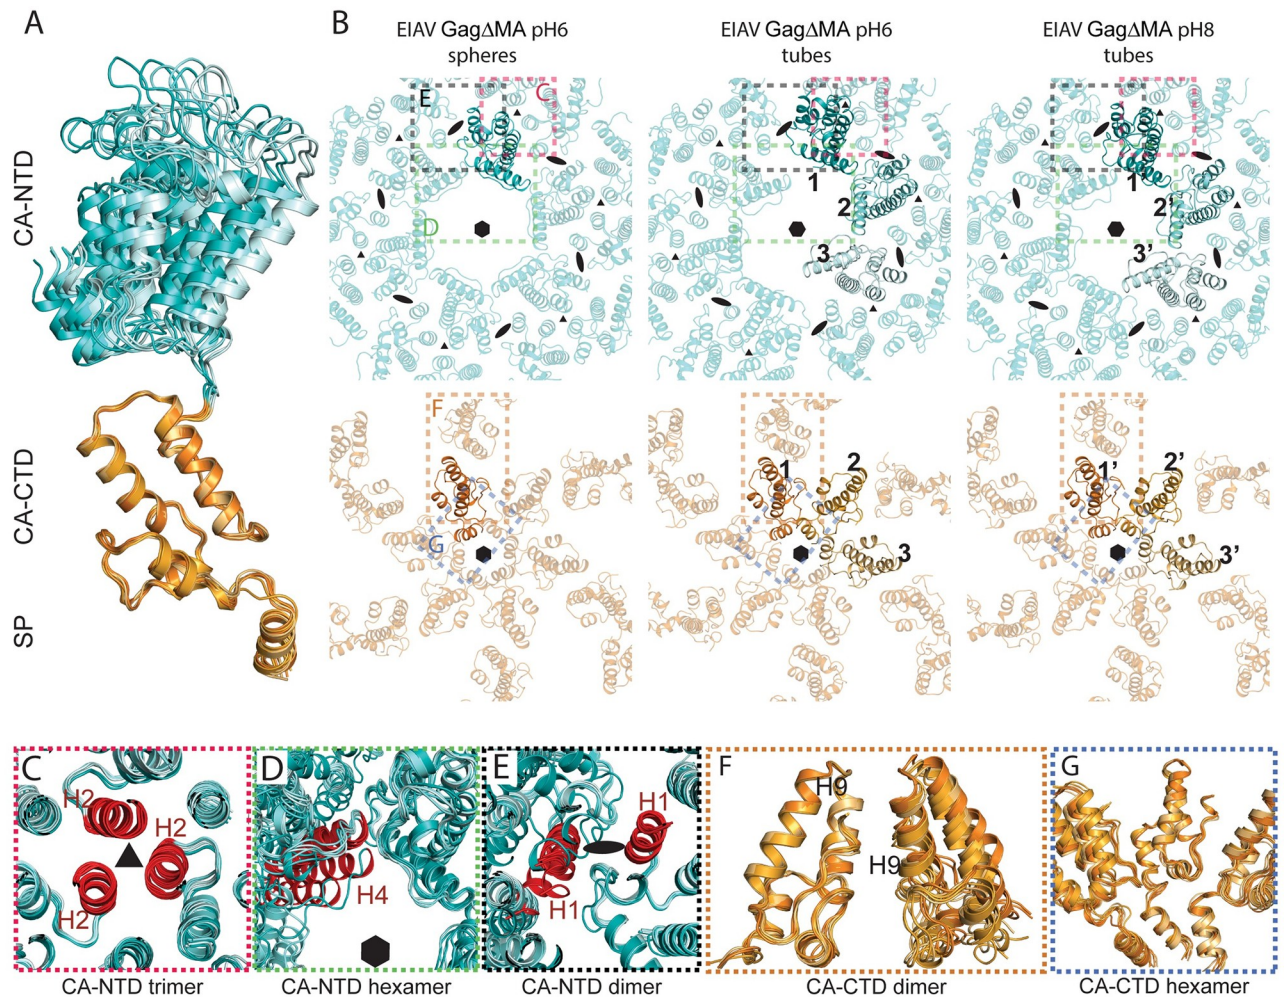 A
B
EIAV GagΔMA pH6
spheres
EIAV GagΔMA pH6
tubes
EIAV GagΔMA pH8
tubes
CA-NTD
CA-CTD
SP
E
C
D
1
2
3
1'
2'
3'
F
G
1
2
3
1'
2'
3'
C
H2
H2
H2
CA-NTD trimer
D
H4
CA-NTD hexamer
E
H1
H1
CA-NTD dimer
F
H9
H9
CA-CTD dimer
G
CA-CTD hexamer